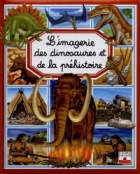 L'imagerie
des dinosaures et
de la préhistoire